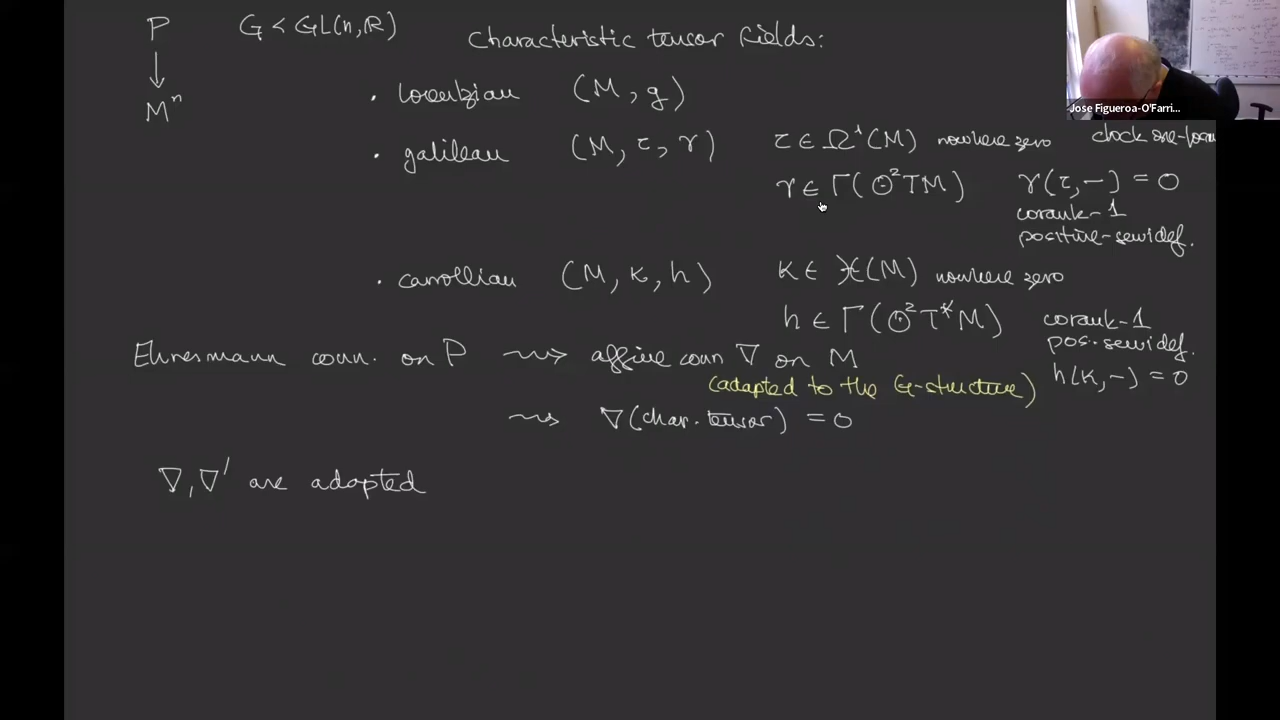 P G < GL(n,R) Characteristic tensor fields:
↓
Mⁿ
· lorentzian (M, g)
· galilean (M, τ, γ) τ ∈ Ω¹(M) nowhere zero clock one-form
γ ∈ Γ(⊙²TM) γ(τ,−) = 0
corank-1
positive-semidef.
· carrollian (M, κ, h) κ ∈ 𝔛(M) nowhere zero
h ∈ Γ(⊙²T*M) corank-1
pos.-semidef.
h(κ,−) = 0
Ehresmann conn. on P ⇝ affine conn ∇ on M
(adapted to the G-structure)
⇝ ∇(char. tensor) = 0
∇, ∇' are adapted
Jose Figueroa-O'Farri...